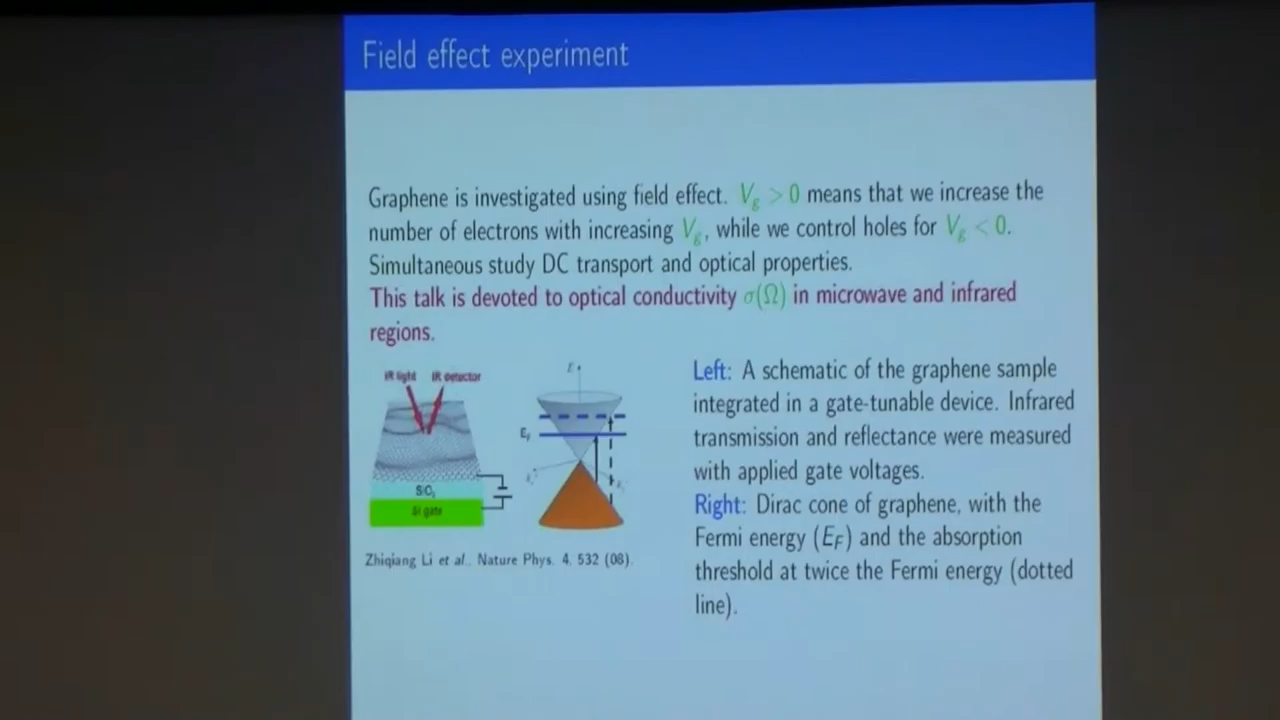 Field effect experiment
Graphene is investigated using field effect. V_g > 0 means that we increase the
number of electrons with increasing V_g, while we control holes for V_g < 0.
Simultaneous study DC transport and optical properties.
This talk is devoted to optical conductivity σ(Ω) in microwave and infrared
regions.
IR light IR detector
SiO₂
Si gate
E
E_F
Zhiqiang Li et al., Nature Phys. 4, 532 (08).
Left: A schematic of the graphene sample
integrated in a gate-tunable device. Infrared
transmission and reflectance were measured
with applied gate voltages.
Right: Dirac cone of graphene, with the
Fermi energy (E_F) and the absorption
threshold at twice the Fermi energy (dotted
line).